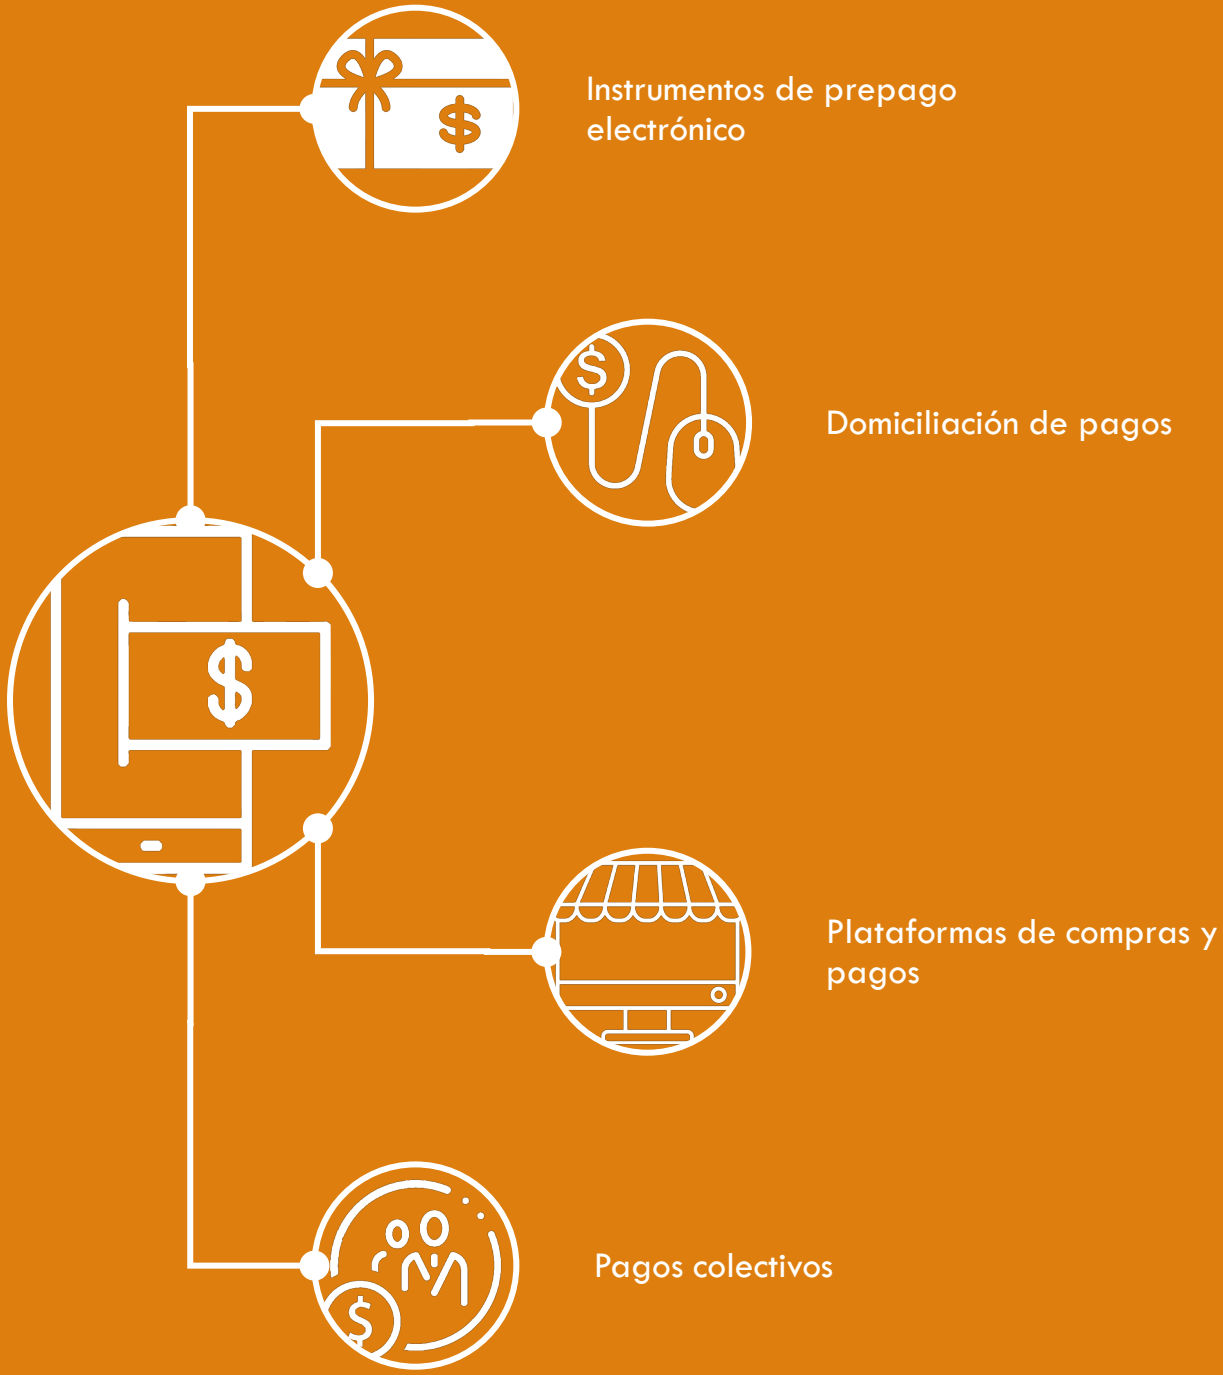 Instrumentos de prepago
electrónico
$
$
Domiciliación de pagos
$
Plataformas de compras y
pagos
Pagos colectivos
$